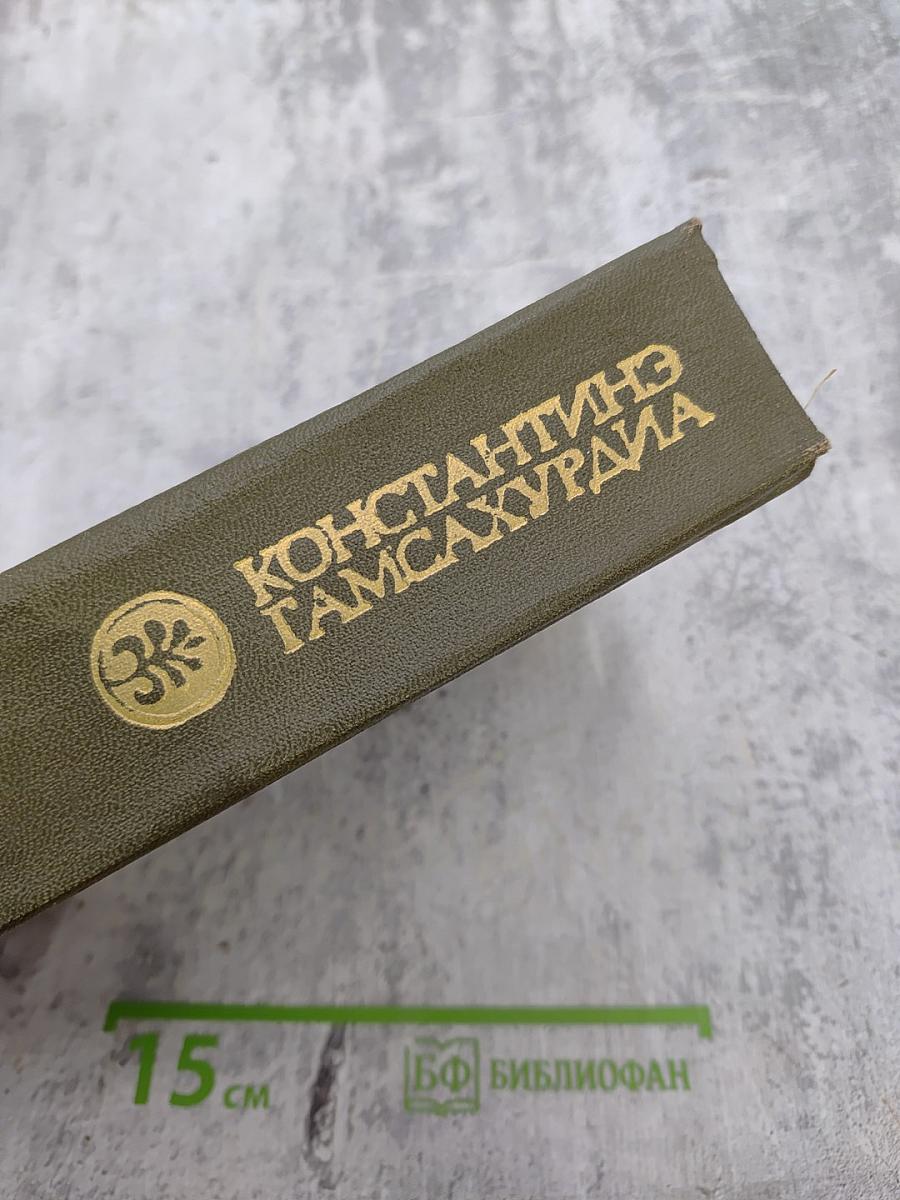 КОНСТАНТИНЭ
ГАМСАХУРДИА
15 см
БФ БИБЛИОФАН